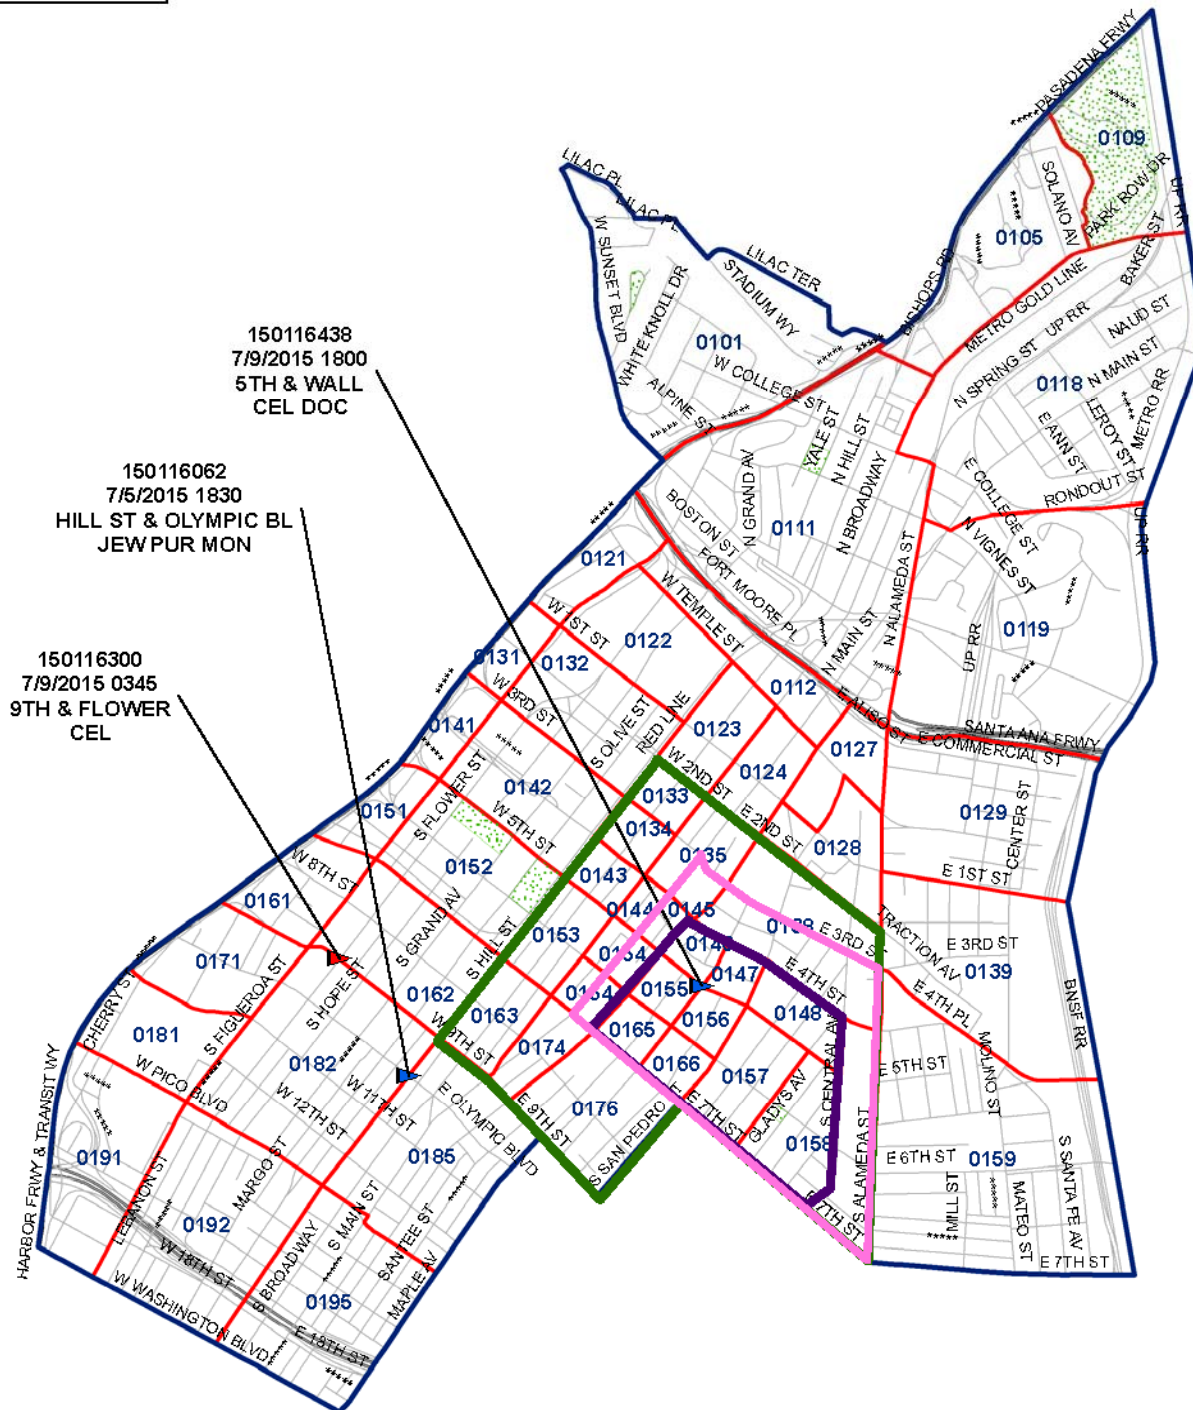 PASADENA FRWY
*****
*****
0109
SOLANO AV
PARK ROW DR
UP RR
*****
*****
0105
BAKER ST
LILAC PL
LILAC PL
LILAC TER
BISHOPS RD
METRO GOLD LINE
W SUNSET BLVD
WHITE KNOLL DR
STADIUM WY
0101
*****
*****
UP RR
NAUD ST
N SPRING ST
0118
N MAIN ST
W COLLEGE ST
ALPINE ST
*****
*****
YALE ST
N HILL ST
N BROADWAY
E ANN ST
LEROY ST
*****
METRO RR
150116438
7/9/2015 1800
5TH & WALL
CEL DOC
N GRAND AV
0111
E COLLEGE ST
RONDOUT ST
UP RR
150116062
7/5/2015 1830
HILL ST & OLYMPIC BL
JEW PUR MON
*****
BOSTON ST
FORT MOORE PL
N ALAMEDA ST
N VIGNES ST
*****
0119
UP RR
*****
0121
W 1ST ST
W TEMPLE ST
0122
*****
N MAIN ST
*****
150116300
7/9/2015 0345
9TH & FLOWER
CEL
0131
0132
*****
W 3RD ST
0112
E ALISO ST
SANTA ANA FRWY
E COMMERCIAL ST
S OLIVE ST
RED LINE
0123
0127
0141
*****
*****
*****
0142
0124
W 2ND ST
0133
E 2ND ST
0129
CENTER ST
0151
S FLOWER ST
W 5TH ST
0134
0135
0128
W 8TH ST
0152
0143
E 1ST ST
0161
S GRAND AV
S HILL ST
0144
0145
0153
E 3RD ST
TRACTION AV
E 3RD ST
0139
*****
0171
S FIGUEROA ST
S HOPE ST
0147
E 4TH ST
E 4TH PL
BNSF RR
CHERRY ST
0162
0163
0155
0156
0148
S CENTRAL AV
0181
W PICO BLVD
0182
*****
W 9TH ST
0174
0165
0166
0157
GLADYS AV
E 5TH ST
MOLINO ST
HARBOR FRWY & TRANSIT WY
*****
*****
*****
W 12TH ST
W 11TH ST
E OLYMPIC BLVD
E 9TH ST
0176
E 7TH ST
0158
S ALAMEDA ST
0191
LEBANON ST
MARGO ST
0185
S SAN PEDRO
E 6TH ST
0159
S SANTA FE AV
*****
0192
W 18TH ST
S MAIN ST
SANTEE ST
E 7TH ST
MILL ST
*****
MATEO ST
*****
S BROADWAY
*****
MAPLE AV
E 7TH ST
W WASHINGTON BLVD
0195
E 18TH ST
*****
*****